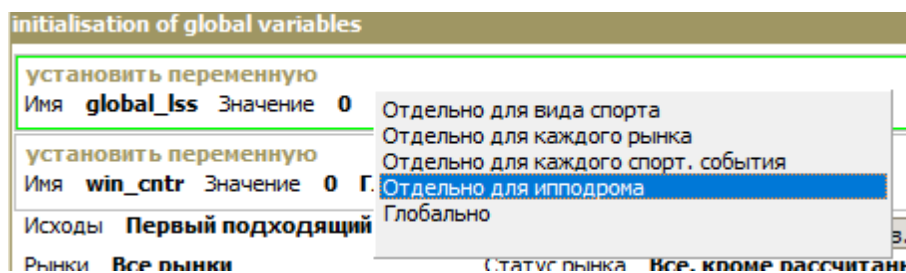 initialisation of global variables
установить переменную
Имя global_lss Значение 0
Отдельно для вида спорта
Отдельно для каждого рынка
Отдельно для каждого спорт. события
Отдельно для ипподрома
Глобально
установить переменную
Имя win_cntr Значение 0 Г
Исходы Первый подходящий
Рынки Все рынки Статус рынка Все, кроме рассчитанн